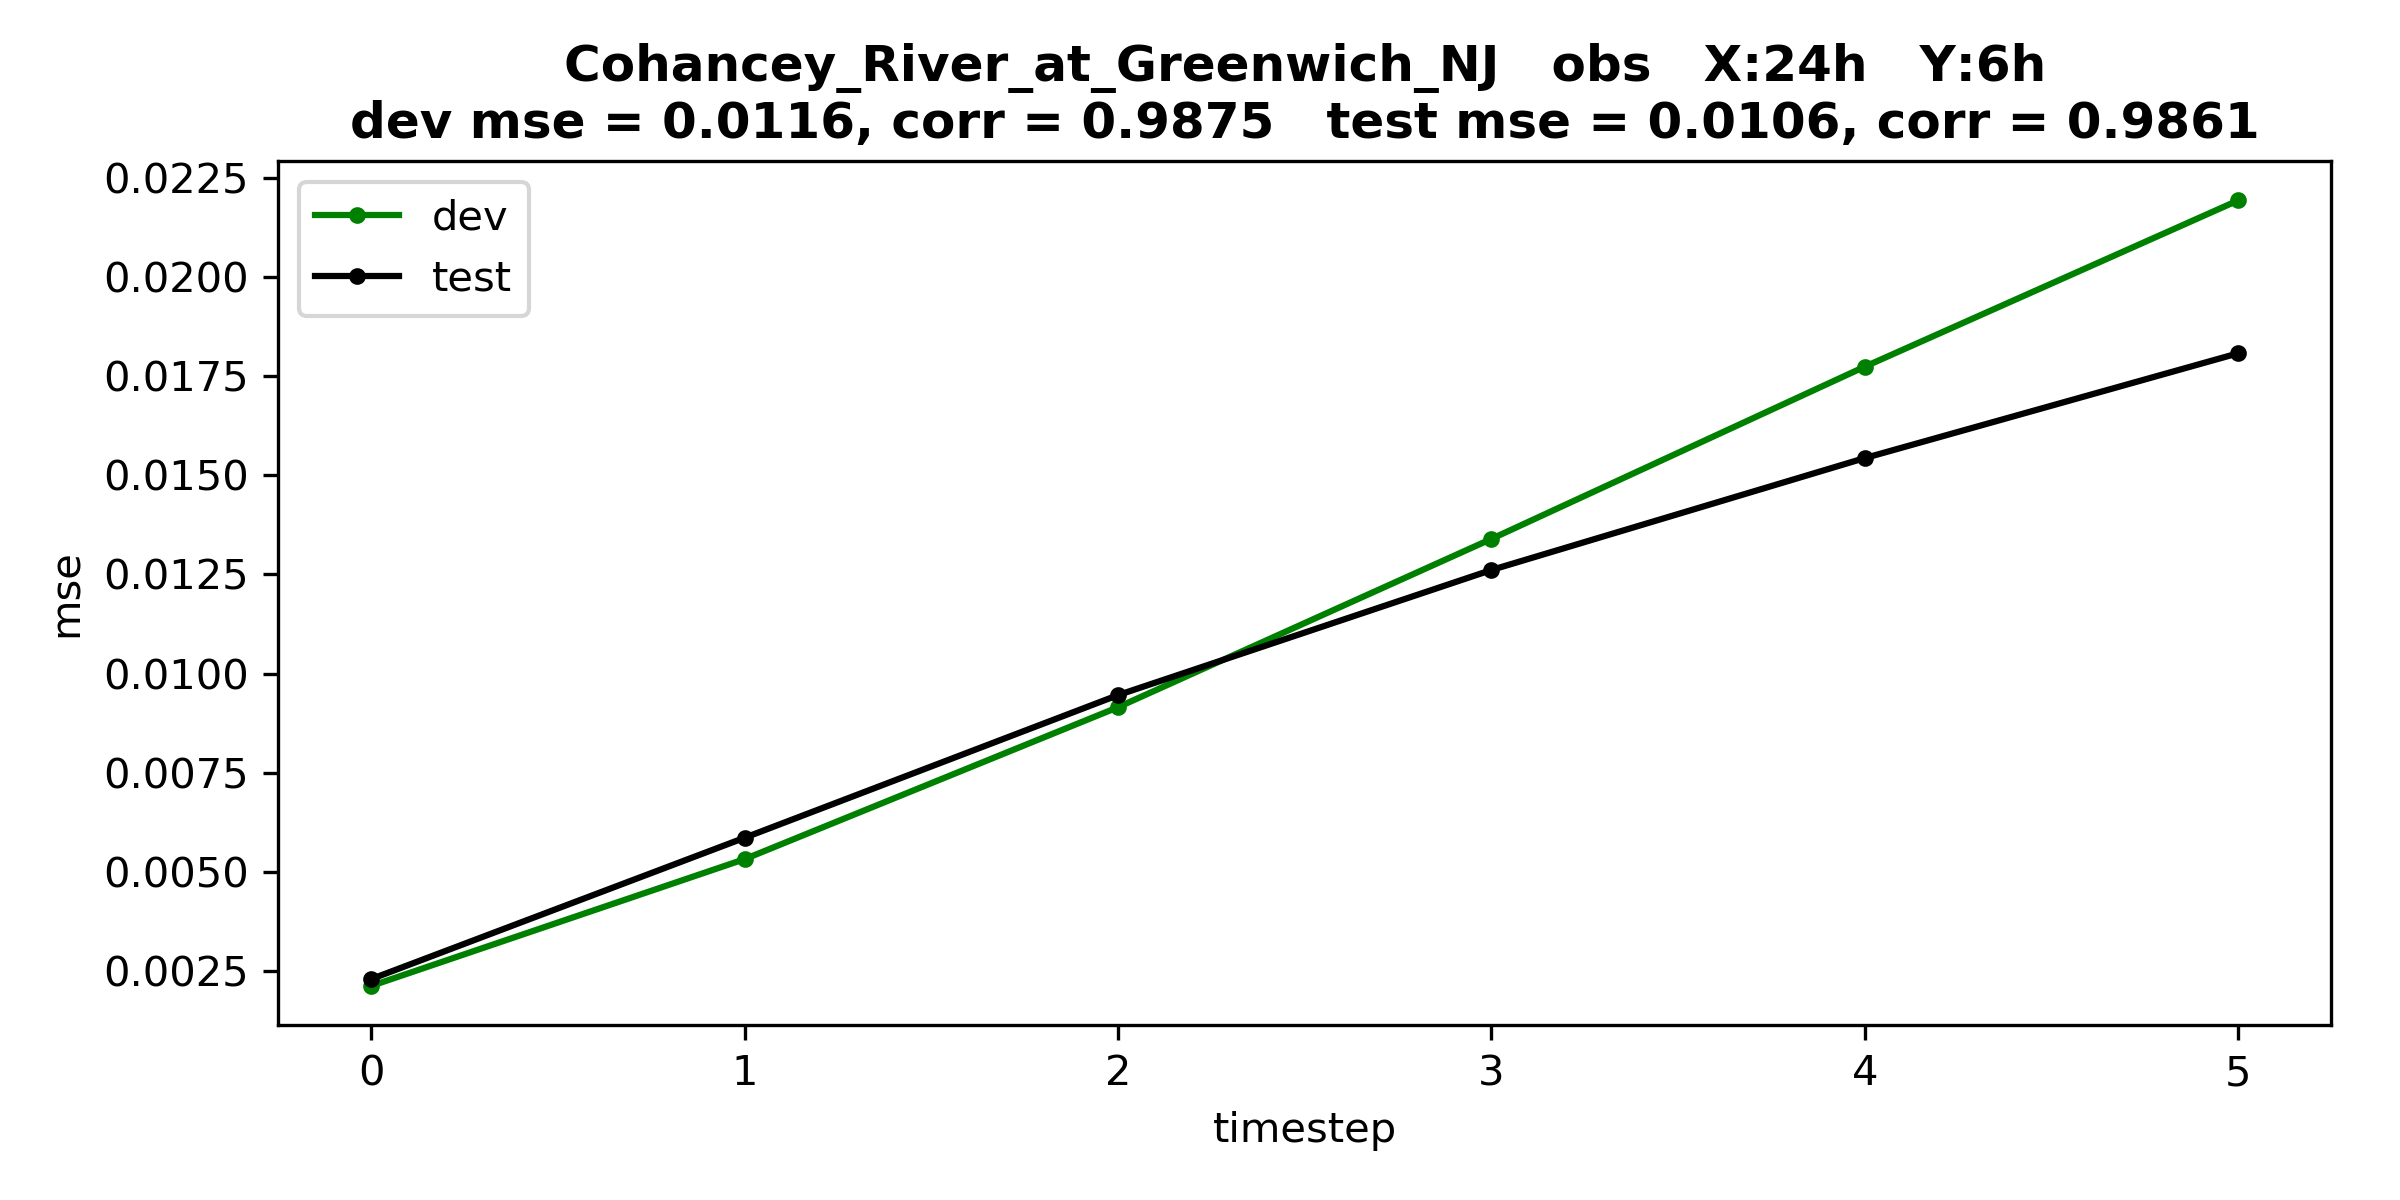 Cohancey_River_at_Greenwich_NJ   obs   X:24h   Y:6h
dev mse = 0.0116, corr = 0.9875   test mse = 0.0106, corr = 0.9861
dev
test
0.0225
0.0200
0.0175
0.0150
0.0125
0.0100
0.0075
0.0050
0.0025
mse
0 1 2 3 4 5
timestep